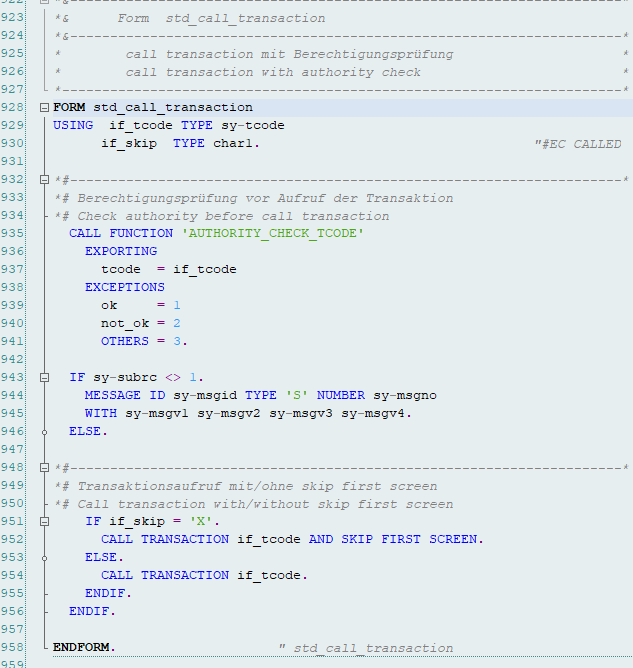 922 *&---------------------------------------------------------------------*
923 *&      Form  std_call_transaction
924 *&---------------------------------------------------------------------*
925 *        call transaction mit Berechtigungsprüfung                      *
926 *        call transaction with authority check                          *
927 *----------------------------------------------------------------------*
928 FORM std_call_transaction
929 USING  if_tcode TYPE sy-tcode
930       if_skip  TYPE char1.                                  "#EC CALLED
931
932 *#---------------------------------------------------------------------*
933 *# Berechtigungsprüfung vor Aufruf der Transaktion
934 *# Check authority before call transaction
935   CALL FUNCTION 'AUTHORITY_CHECK_TCODE'
936     EXPORTING
937       tcode  = if_tcode
938     EXCEPTIONS
939       ok     = 1
940       not_ok = 2
941       OTHERS = 3.
942
943   IF sy-subrc <> 1.
944     MESSAGE ID sy-msgid TYPE 'S' NUMBER sy-msgno
945     WITH sy-msgv1 sy-msgv2 sy-msgv3 sy-msgv4.
946   ELSE.
947
948 *#---------------------------------------------------------------------*
949 *# Transaktionsaufruf mit/ohne skip first screen
950 *# Call transaction with/without skip first screen
951     IF if_skip = 'X'.
952       CALL TRANSACTION if_tcode AND SKIP FIRST SCREEN.
953     ELSE.
954       CALL TRANSACTION if_tcode.
955     ENDIF.
956   ENDIF.
957
958 ENDFORM.                    " std_call_transaction
959